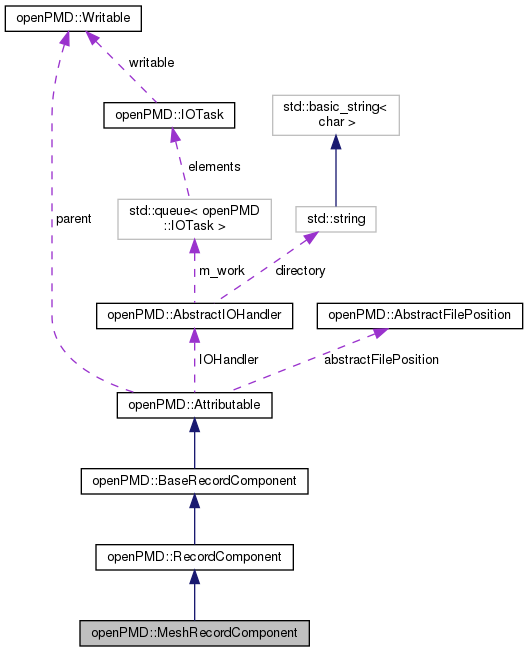 openPMD::Writable
writable
openPMD::IOTask
std::basic_string<
char >
elements
parent
std::queue< openPMD
::IOTask >
std::string
m_work
directory
openPMD::AbstractIOHandler
openPMD::AbstractFilePosition
IOHandler
abstractFilePosition
openPMD::Attributable
openPMD::BaseRecordComponent
openPMD::RecordComponent
openPMD::MeshRecordComponent